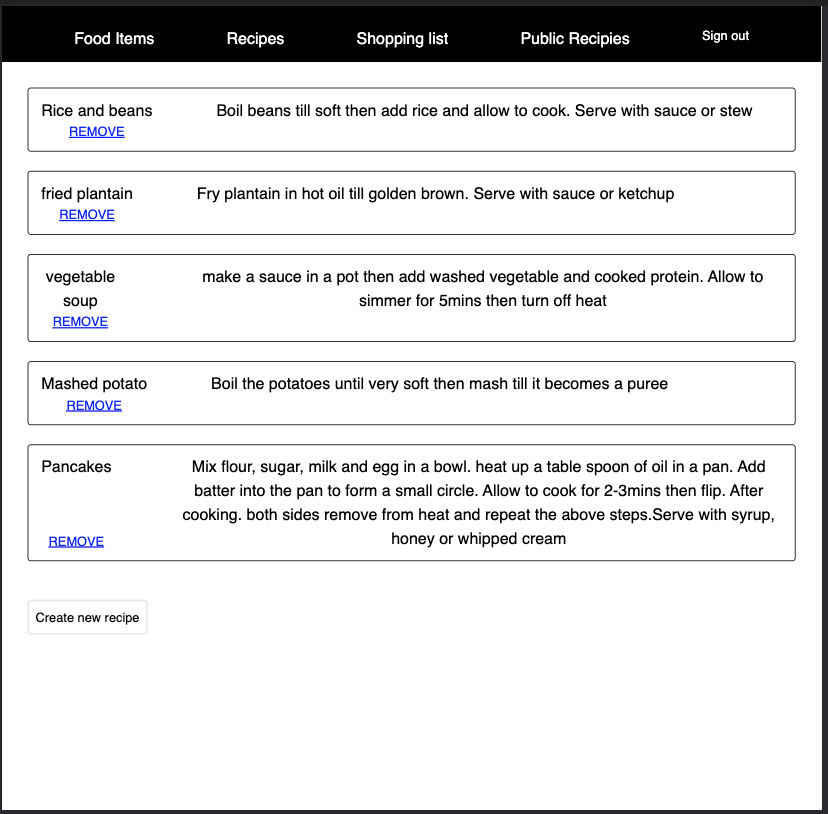 Food Items Recipes Shopping list Public Recipies Sign out
Rice and beans Boil beans till soft then add rice and allow to cook. Serve with sauce or stew
REMOVE
fried plantain Fry plantain in hot oil till golden brown. Serve with sauce or ketchup
REMOVE
vegetable make a sauce in a pot then add washed vegetable and cooked protein. Allow to
soup simmer for 5mins then turn off heat
REMOVE
Mashed potato Boil the potatoes until very soft then mash till it becomes a puree
REMOVE
Pancakes Mix flour, sugar, milk and egg in a bowl. heat up a table spoon of oil in a pan. Add
batter into the pan to form a small circle. Allow to cook for 2-3mins then flip. After
cooking. both sides remove from heat and repeat the above steps.Serve with syrup,
REMOVE honey or whipped cream
Create new recipe